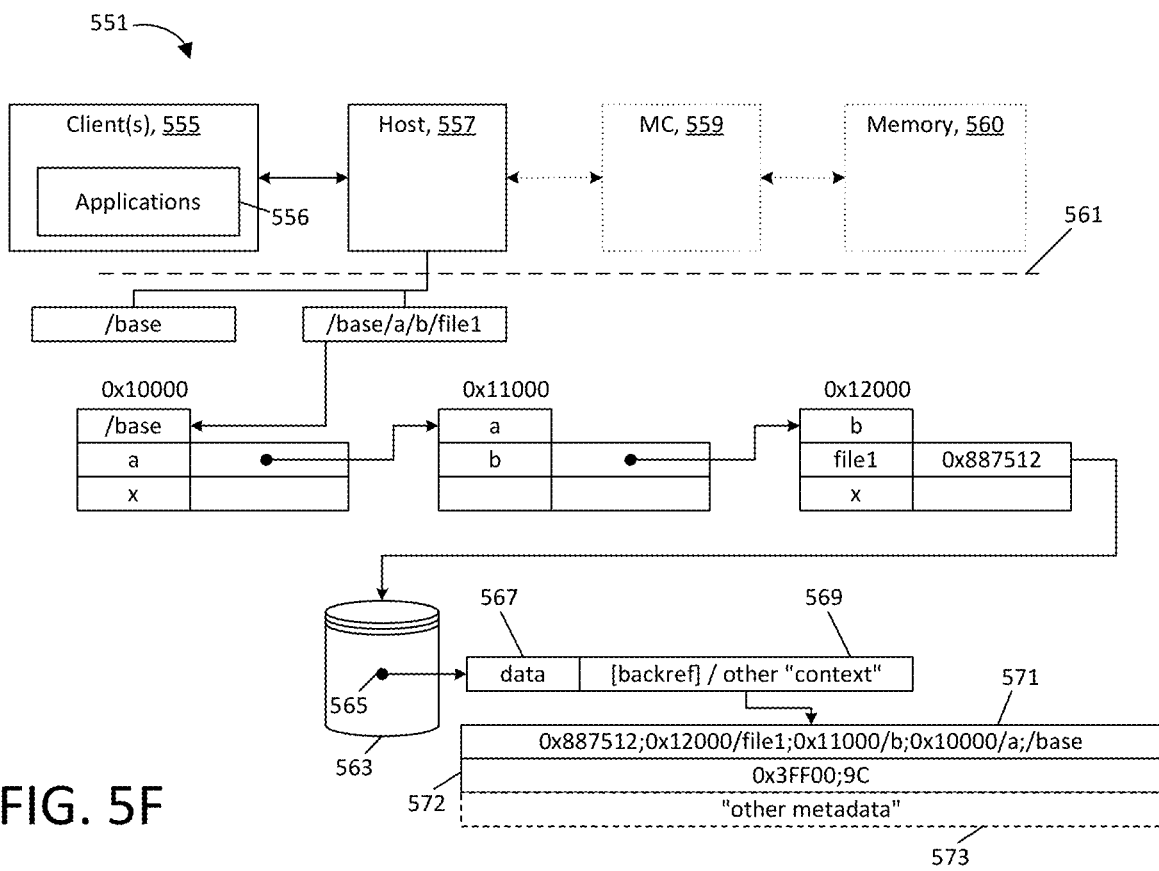 551
Client(s), 555
Host, 557
MC, 559
Memory, 560
Applications
556
561
/base
/base/a/b/file1
0x10000
0x11000
0x12000
/base
a
b
a
b
file1
0x887512
x
x
567
569
data
[backref] / other "context"
565
571
563
0x887512;0x12000/file1;0x11000/b;0x10000/a;/base
572
0x3FF00;9C
"other metadata"
573
FIG. 5F